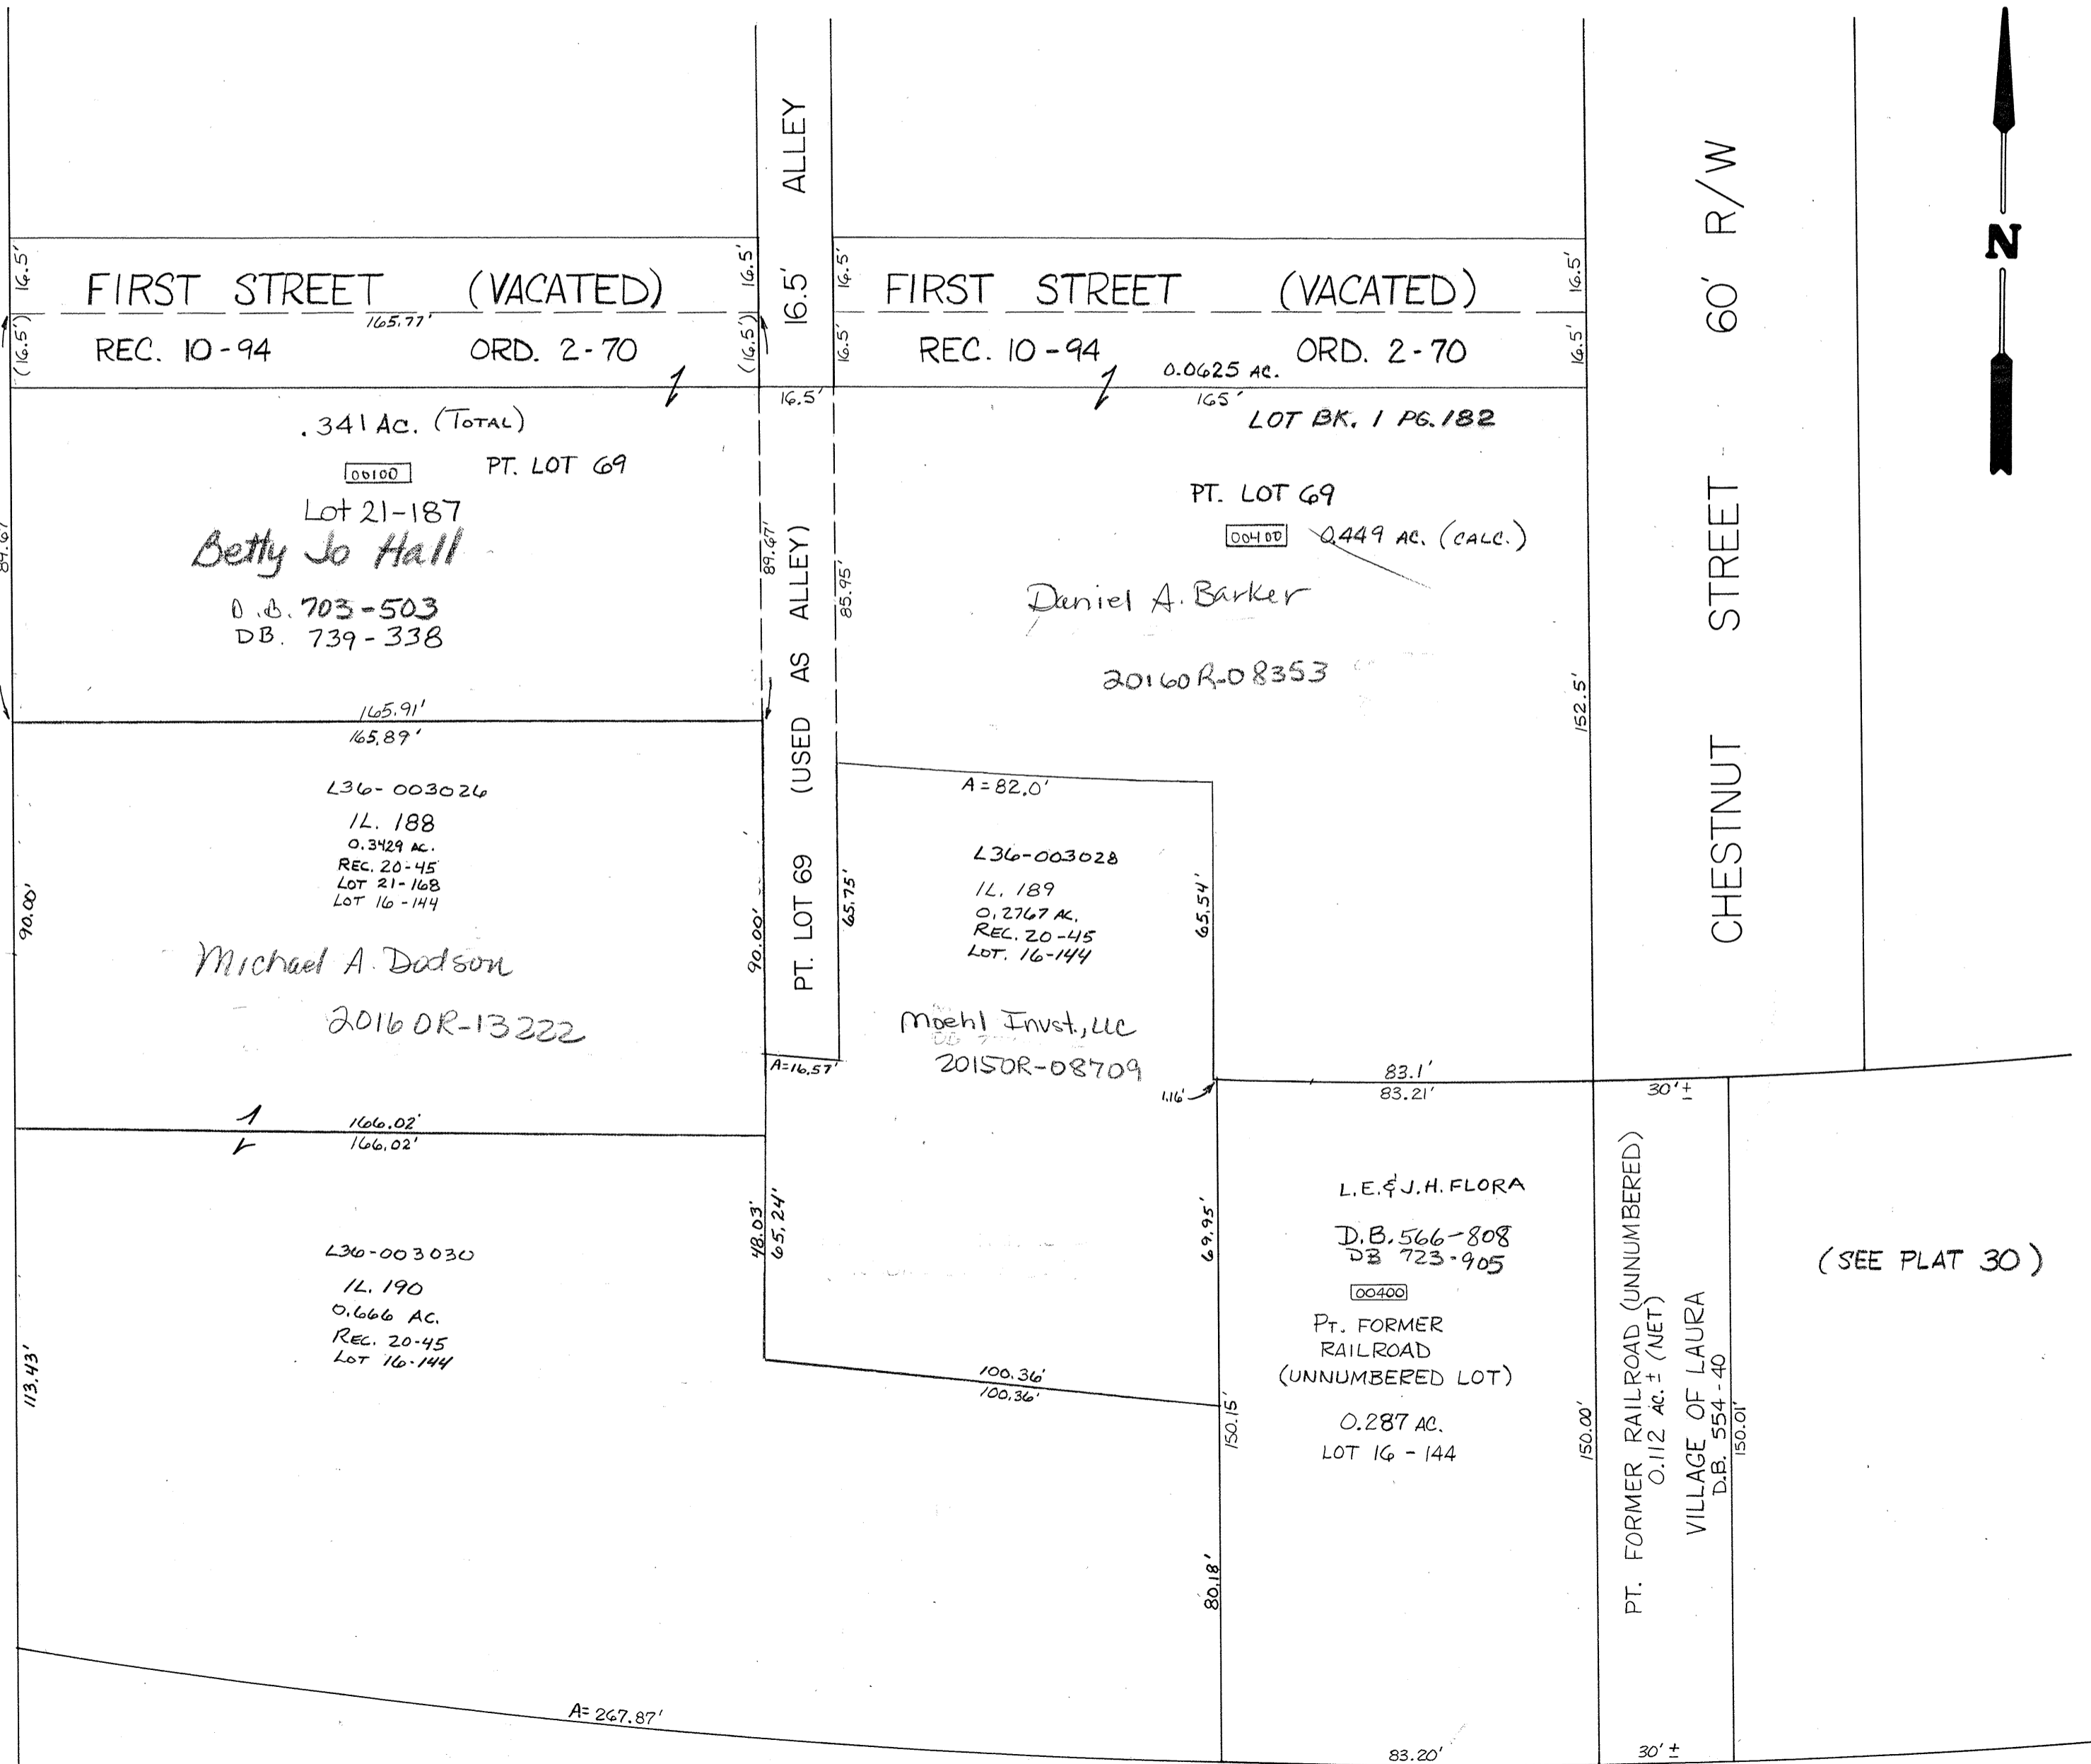 ALLEY
16.5'
N
CHESTNUT STREET 60' R/W
16.5'
FIRST STREET (VACATED)
16.5'
16.5'
FIRST STREET (VACATED)
16.5'
165.77'
(16.5')
REC. 10-94 ORD. 2-70
(16.5')
16.5'
REC. 10-94 ORD. 2-70
16.5'
0.0625 AC.
16.5'
165'
.341 AC. (TOTAL)
00100
PT. LOT 69
Lot 21-187
Betty Jo Hall
D.B. 703-503
DB. 739-338
89.67'
89.67'
85.95'
PT. LOT 69 (USED AS ALLEY)
LOT BK. 1 PG. 182
PT. LOT 69
00400
0.449 AC. (CALC.)
Daniel A. Barker
2016OR-08353
152.5'
165.91'
165.89'
L36-003026
IL. 188
0.3429 AC.
REC. 20-45
LOT 21-168
LOT 16-144
Michael A. Dodson
2016OR-13222
90.00'
90.00'
65.75'
A=16.57'
A=82.0'
L36-003028
IL. 189
0.2767 AC.
REC. 20-45
LOT. 16-144
Moehl Invst., LLC
2015OR-08709
65.54'
1.16'
83.1'
83.21'
30'±
166.02'
166.02'
L36-003030
IL. 190
0.666 AC.
REC. 20-45
LOT 16-144
113.43'
48.03'
65.24'
69.95'
100.36'
100.36'
L.E. & J.H. FLORA
D.B. 566-808
DB 723-905
00400
PT. FORMER
RAILROAD
(UNNUMBERED LOT)
0.287 AC.
LOT 16-144
150.15'
80.18'
150.00'
PT. FORMER RAILROAD (UNNUMBERED)
0.112 AC.± (NET)
VILLAGE OF LAURA
D.B. 554-40
150.01'
(SEE PLAT 30)
A=267.87'
83.20'
30'±